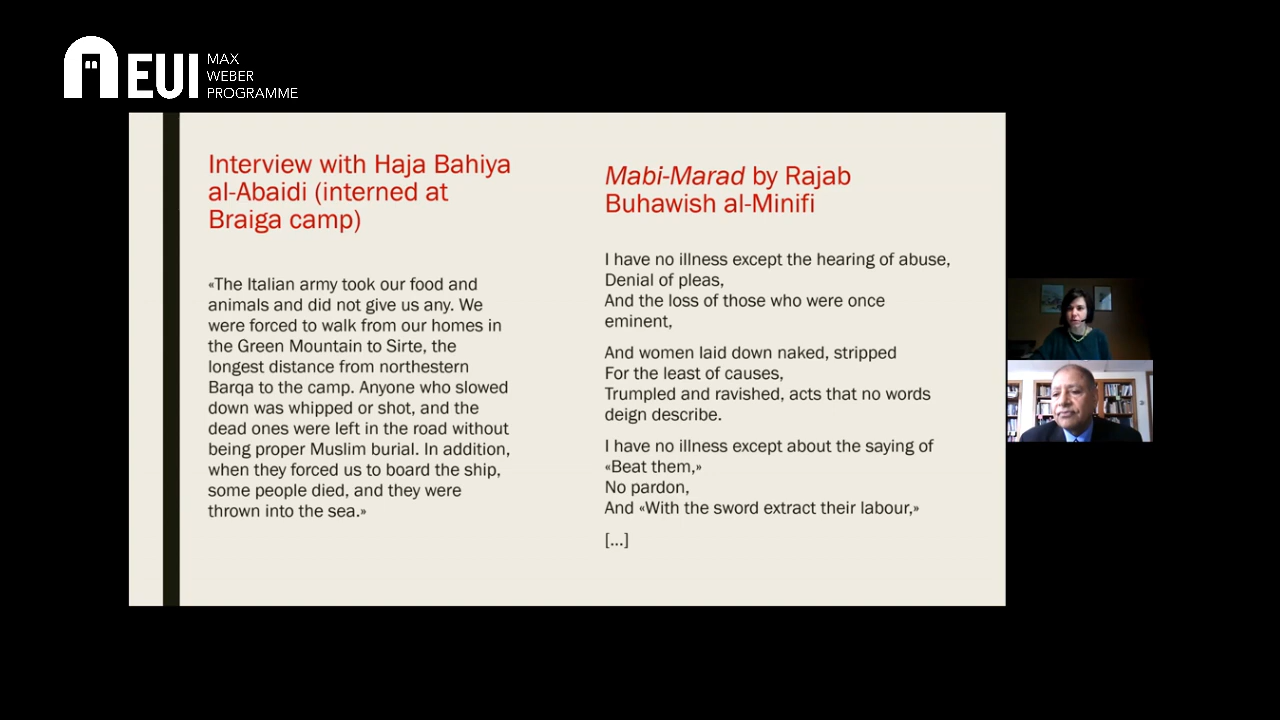 EUI
MAX
WEBER
PROGRAMME
Interview with Haja Bahiya
al-Abaidi (interned at
Braiga camp)
«The Italian army took our food and
animals and did not give us any. We
were forced to walk from our homes in
the Green Mountain to Sirte, the
longest distance from northestern
Barqa to the camp. Anyone who slowed
down was whipped or shot, and the
dead ones were left in the road without
being proper Muslim burial. In addition,
when they forced us to board the ship,
some people died, and they were
thrown into the sea.»
Mabi-Marad by Rajab
Buhawish al-Minifi
I have no illness except the hearing of abuse,
Denial of pleas,
And the loss of those who were once
eminent,
And women laid down naked, stripped
For the least of causes,
Trumpled and ravished, acts that no words
deign describe.
I have no illness except about the saying of
«Beat them,»
No pardon,
And «With the sword extract their labour,»
[...]